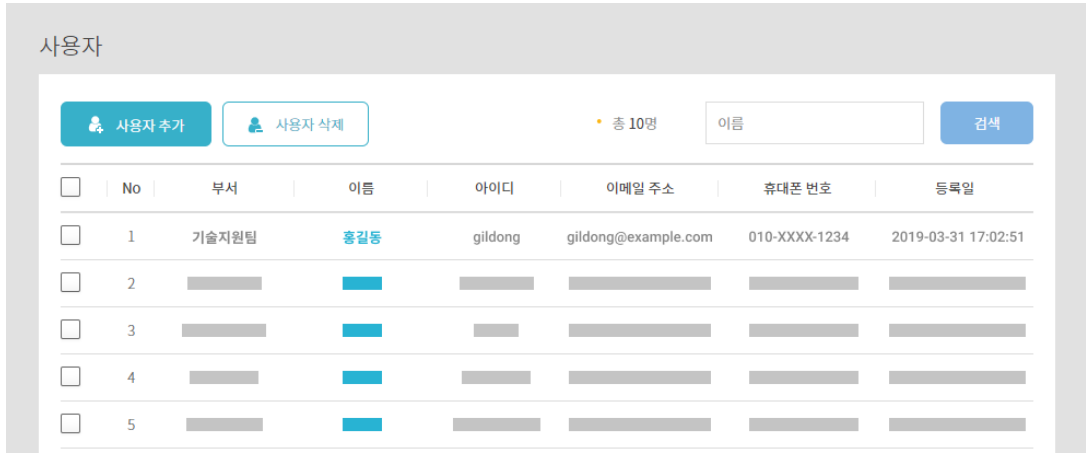 사용자
사용자 추가 사용자 삭제 총 10명 이름 검색
No 부서 이름 아이디 이메일 주소 휴대폰 번호 등록일
1 기술지원팀 홍길동 gildong gildong@example.com 010-XXXX-1234 2019-03-31 17:02:51
2
3
4
5